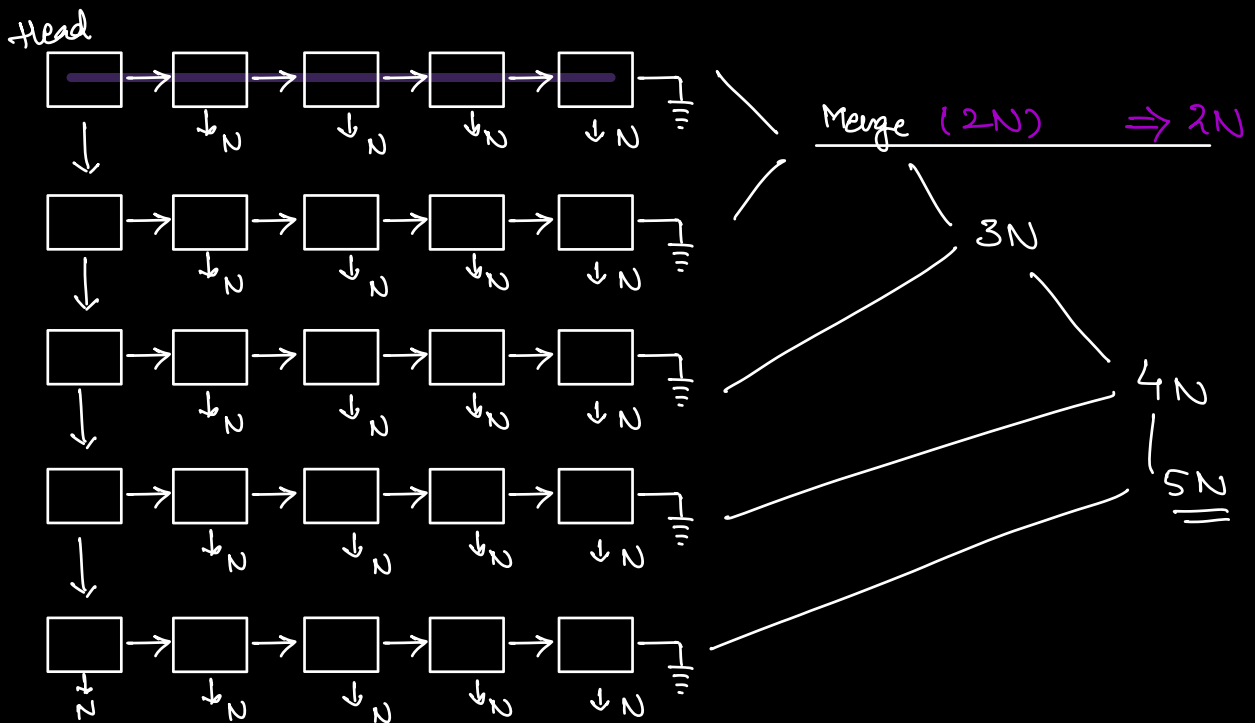 Head
Merge (2N) ⇒ 2N
↓N ↓N ↓N ↓N
3N
↓N ↓N ↓N ↓N
4N
↓N ↓N ↓N ↓N
5N
↓N ↓N ↓N ↓N
↓N ↓N ↓N ↓N ↓N